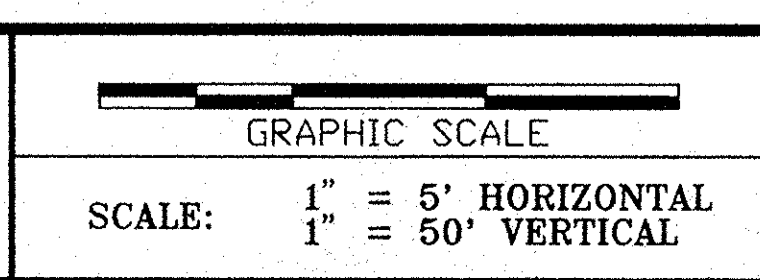 GRAPHIC SCALE
SCALE: 1" = 5' HORIZONTAL
1" = 50' VERTICAL